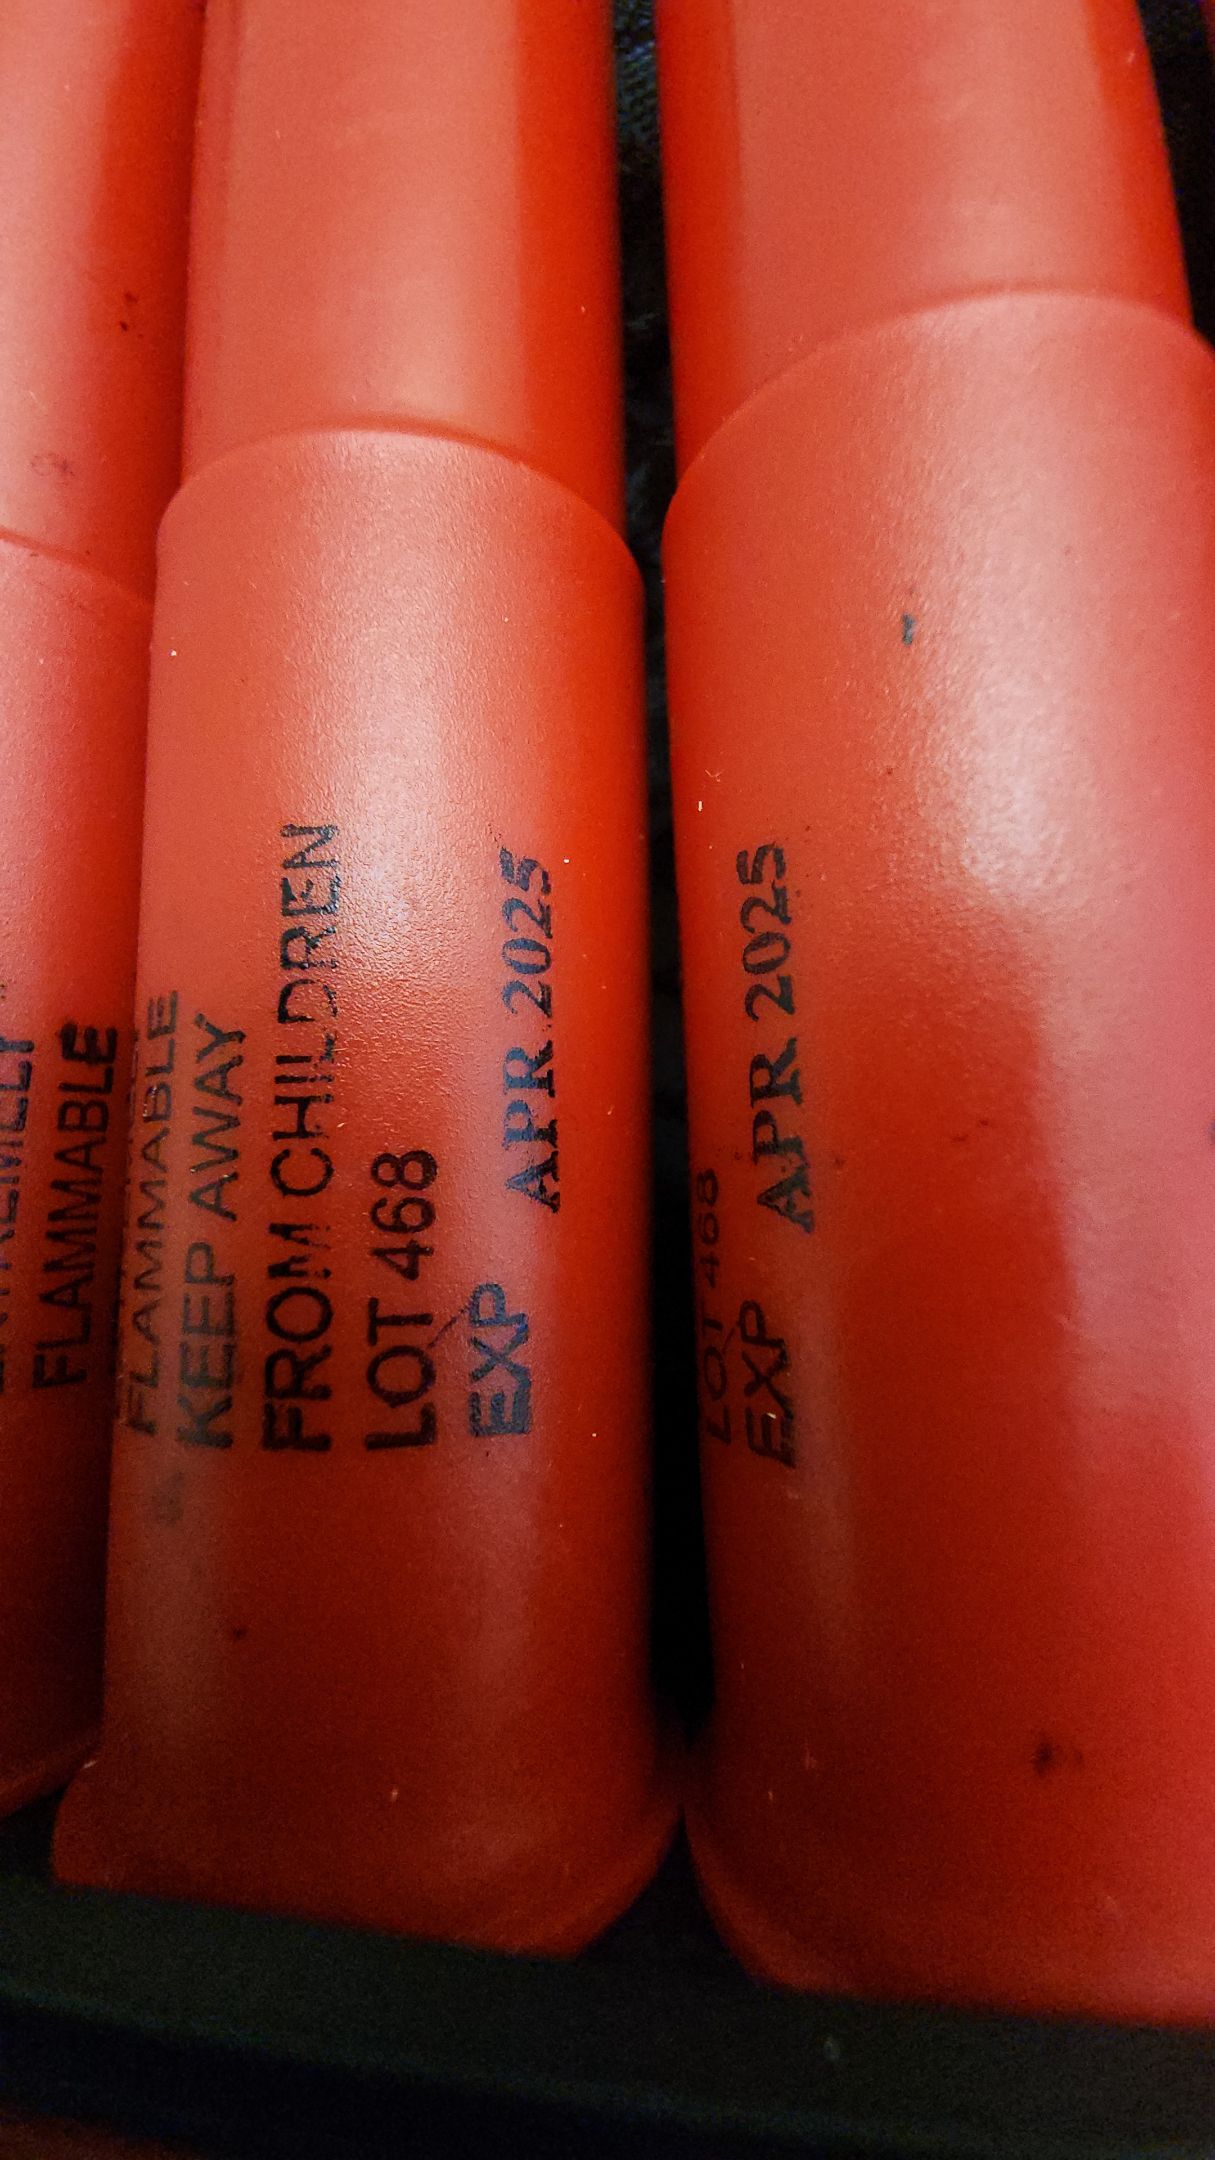 FLAMMABLE
FLAMMABLE
KEEP AWAY
FROM CHILDREN
LOT 468
EXP APR 2025
LOT 468
EXP APR 2025